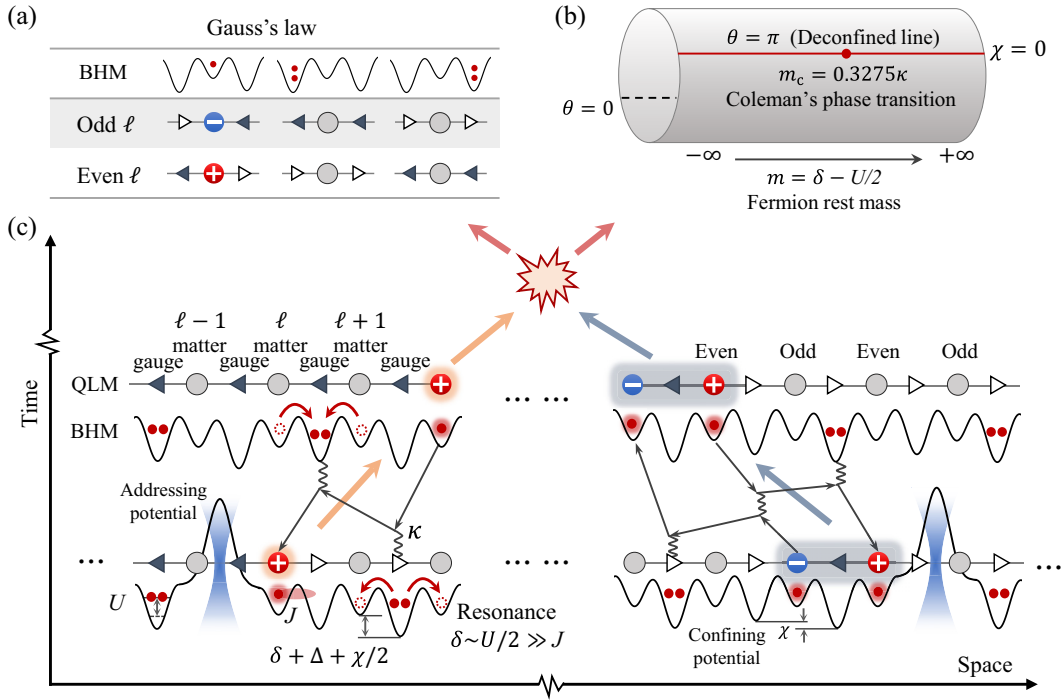 (a)
Gauss's law
BHM
Odd ℓ
Even ℓ
(b)
θ = π (Deconfined line)
χ = 0
m_c = 0.3275κ
Coleman's phase transition
θ = 0
−∞
+∞
m = δ − U/2
Fermion rest mass
(c)
Time
ℓ − 1
ℓ
ℓ + 1
matter
matter
matter
gauge
gauge
gauge
gauge
QLM
BHM
... ...
Even
Odd
Even
Odd
Addressing
potential
κ
...
... ...
...
U
J
δ + Δ + χ/2
Resonance
δ~U/2 ≫ J
Confining
potential
χ
Space